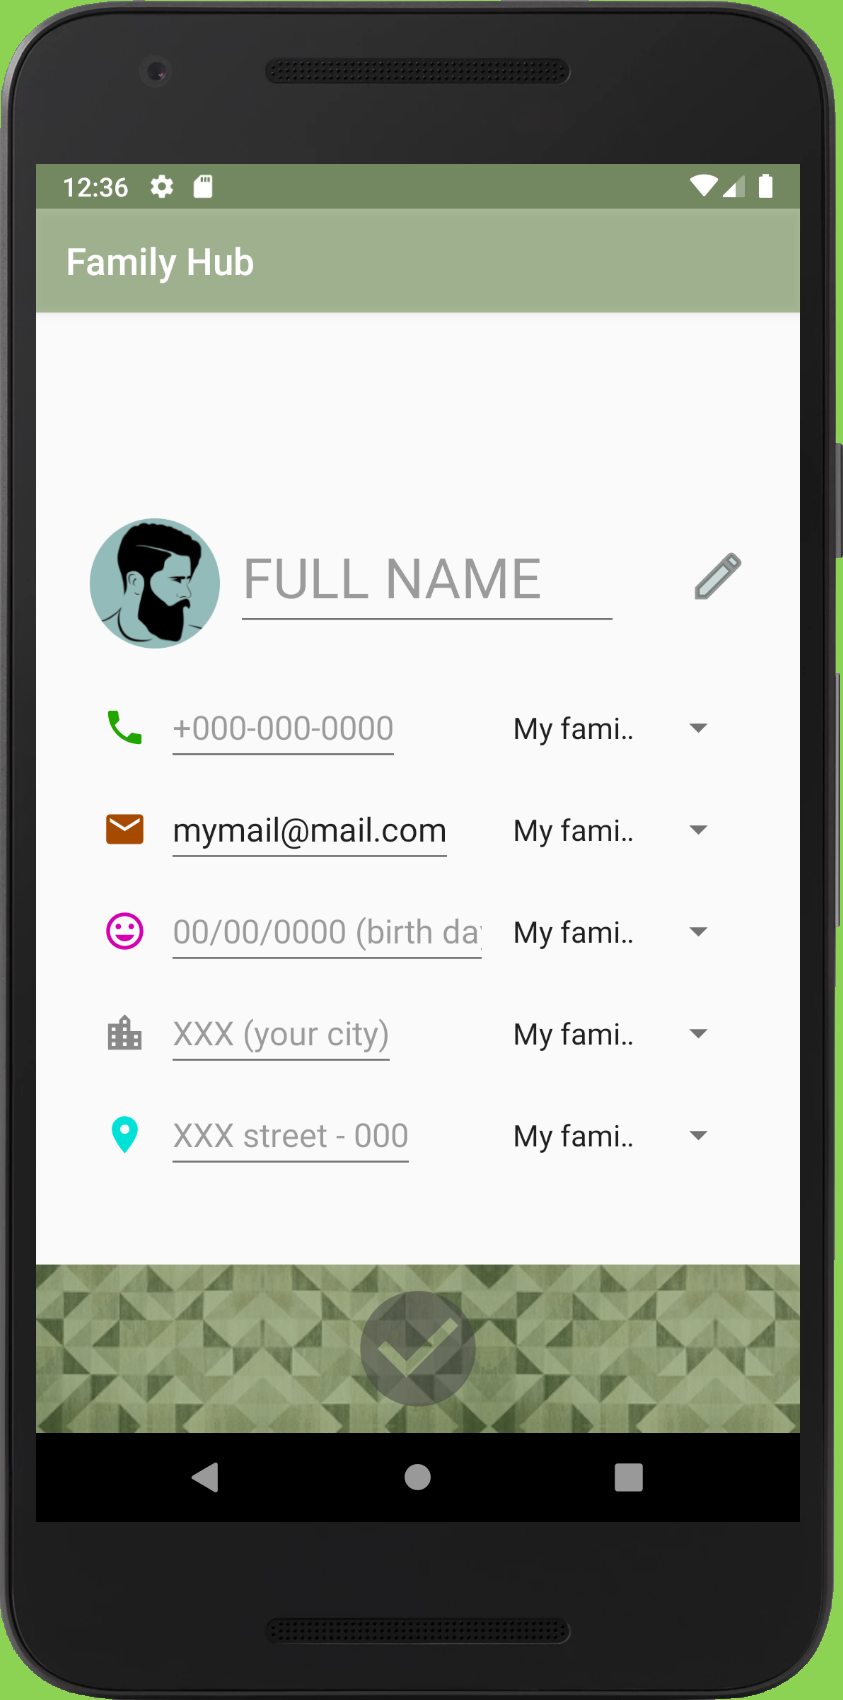 12:36
Family Hub
FULL NAME
+000-000-0000 My fami..
mymail@mail.com My fami..
00/00/0000 (birth da My fami..
XXX (your city) My fami..
XXX street - 000 My fami..